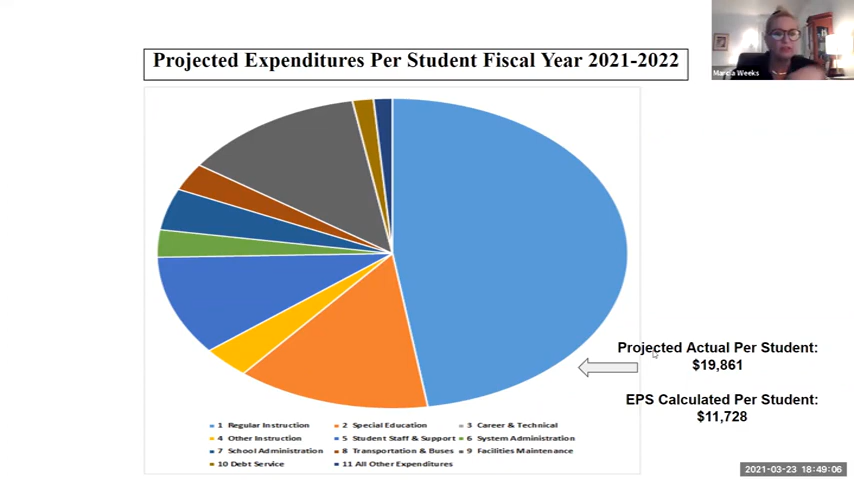 Projected Expenditures Per Student Fiscal Year 2021-2022
Marcia Weeks
Projected Actual Per Student:
$19,861
EPS Calculated Per Student:
$11,728
1 Regular Instruction 2 Special Education 3 Career & Technical
4 Other Instruction 5 Student Staff & Support 6 System Administration
7 School Administration 8 Transportation & Buses 9 Facilities Maintenance
10 Debt Service 11 All Other Expenditures
2021-03-23 18:49:06